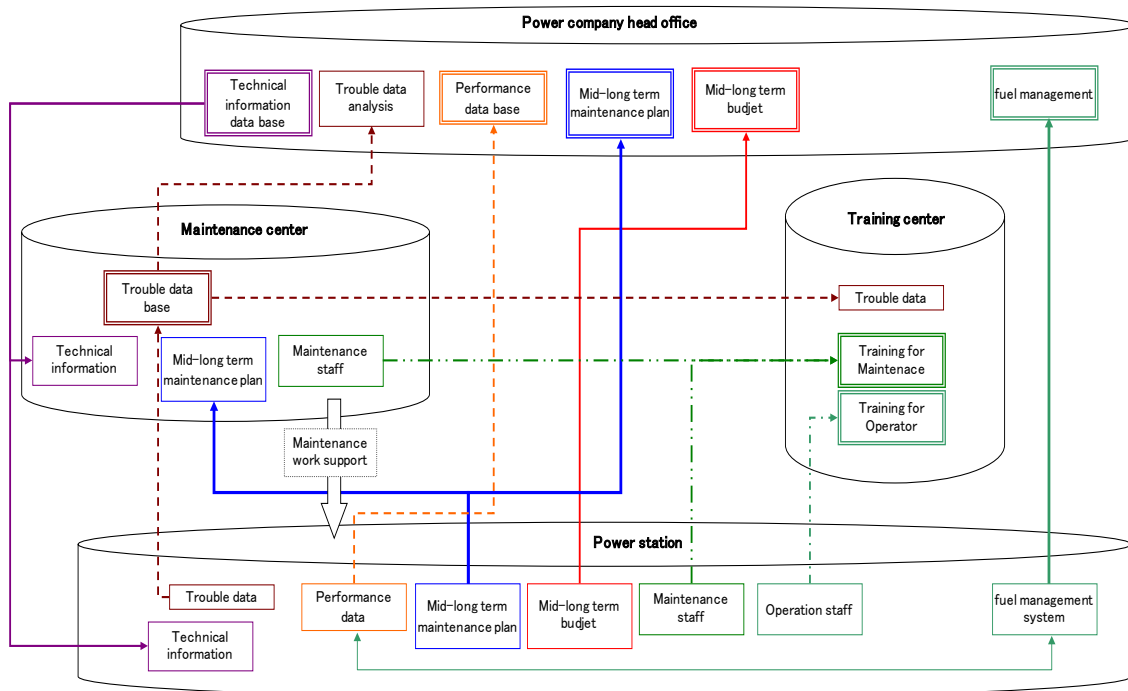 Power company head office
Technical
information
data base
Trouble data
analysis
Performance
data base
Mid-long term
maintenance plan
Mid-long term
budjet
fuel management
Maintenance center
Training center
Trouble data
base
Trouble data
Technical
information
Mid-long term
maintenance plan
Maintenance
staff
Training for
Maintenace
Training for
Operator
Maintenance
work support
Power station
Trouble data
Performance
data
Mid-long term
maintenance plan
Mid-long term
budget
Maintenance
staff
Operation staff
fuel management
system
Technical
information